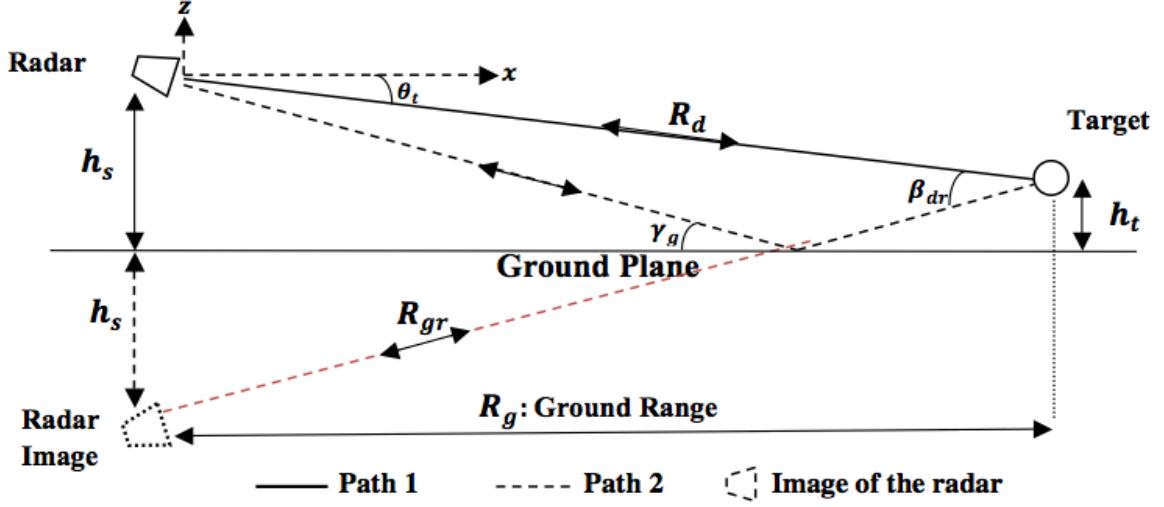 z
Radar
x
θt
Rd
Target
hs
βdr
ht
γg
Ground Plane
hs
Rgr
Radar
Image
Rg: Ground Range
Path 1
Path 2
Image of the radar